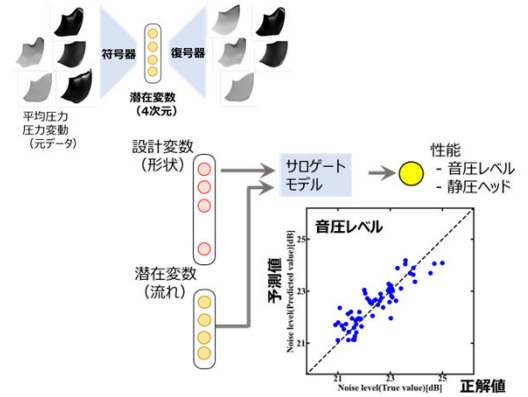 符号器
復号器
潜在変数
(4次元)
平均圧力
圧力変動
(元データ)
設計変数
(形状)
サロゲート
モデル
性能
- 音圧レベル
- 静圧ヘッド
潜在変数
(流れ)
音圧レベル
予測値
Noise level(Predicted value)[dB]
25
23
21
21
23
25
Noise level(True value)[dB]
正解値